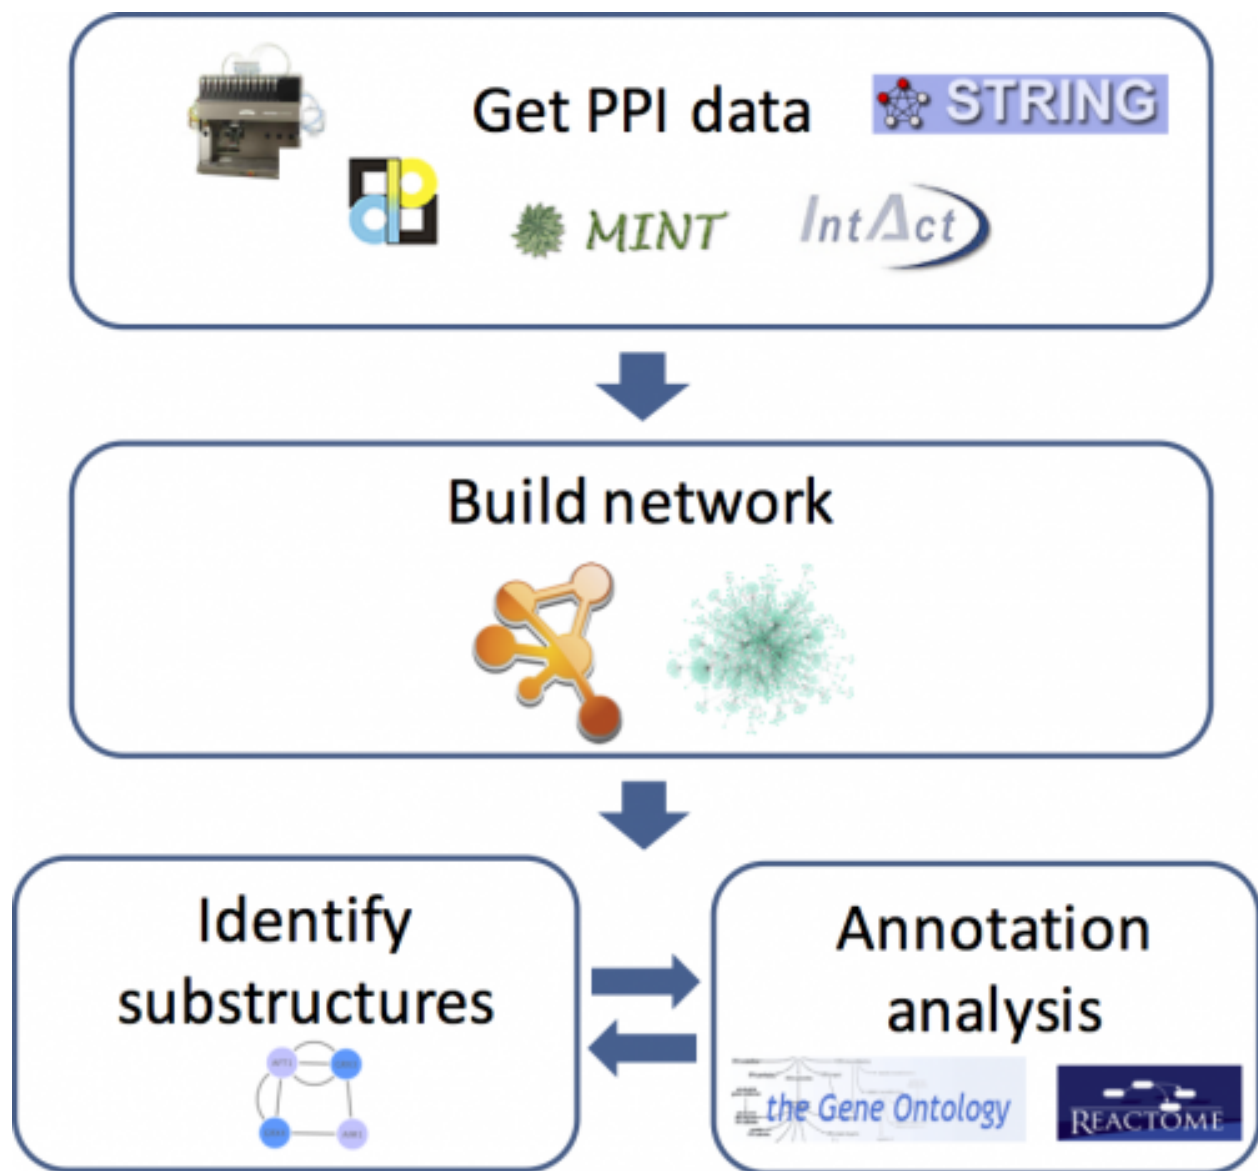 Get PPI data
STRING
MINT
IntAct
Build network
Identify
substructures
Annotation
analysis
the Gene Ontology
REACTOME